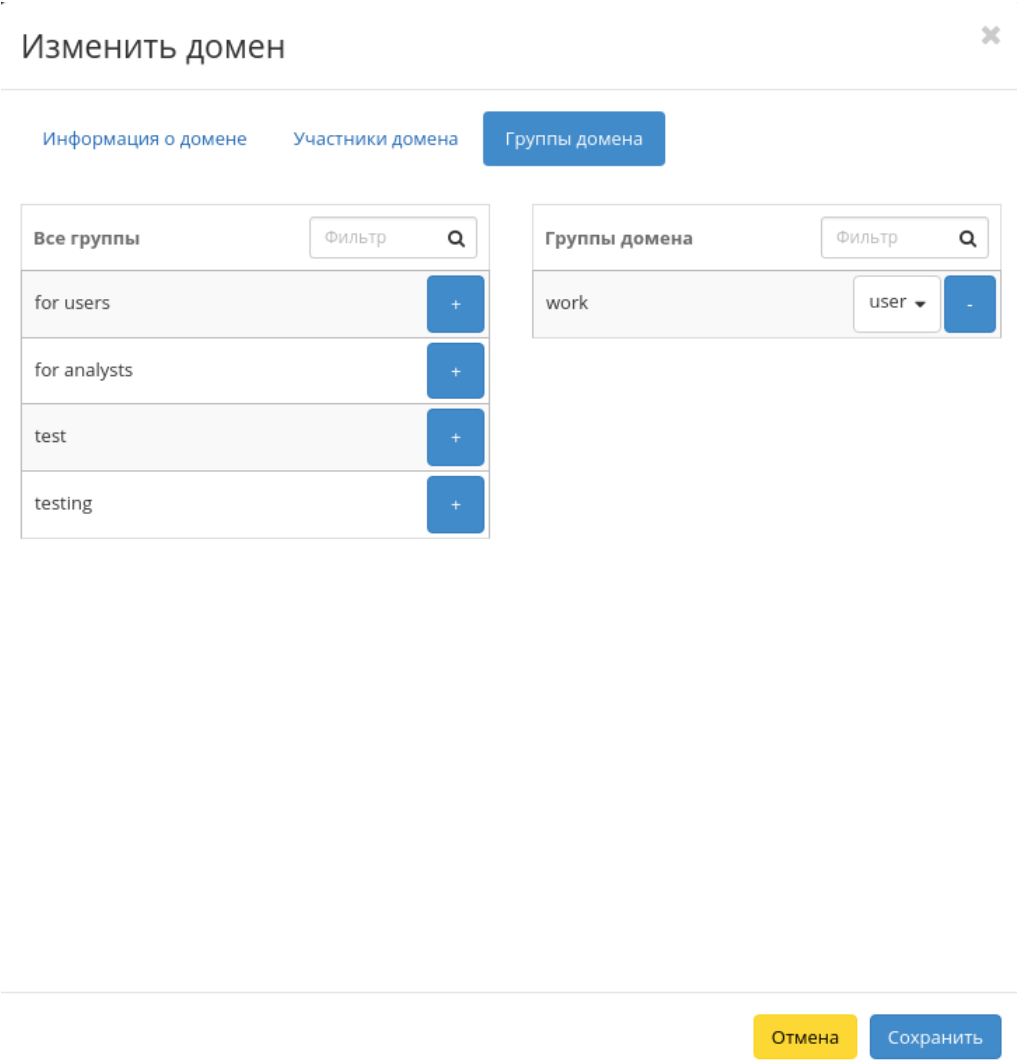 Изменить домен
Информация о домене Участники домена Группы домена
Все группы Фильтр
for users +
for analysts +
test +
testing +
Группы домена Фильтр
work user -
Отмена Сохранить